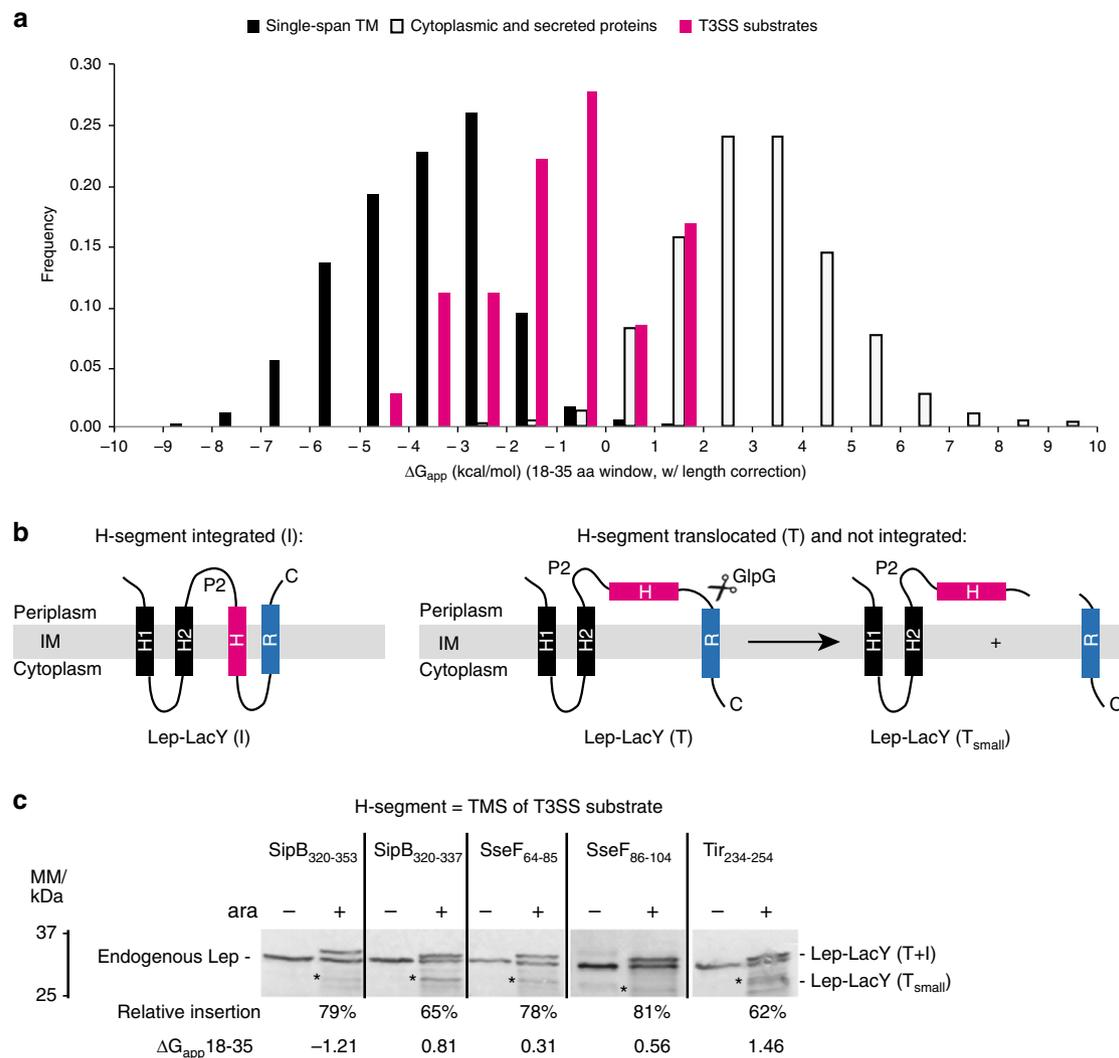 a
Single-span TM Cytoplasmic and secreted proteins T3SS substrates
0.30
0.25
0.20
0.15
0.10
0.05
0.00
Frequency
–10 –9 –8 –7 –6 –5 –4 –3 –2 –1 0 1 2 3 4 5 6 7 8 9 10
ΔGapp (kcal/mol) (18-35 aa window, w/ length correction)
b
H-segment integrated (I):
P2 C
Periplasm
IM H1 H2 H R
Cytoplasm
Lep-LacY (I)
H-segment translocated (T) and not integrated:
P2 H GlpG P2 H
Periplasm
IM H1 H2 R H1 H2 + R
Cytoplasm
C C
Lep-LacY (T) Lep-LacY (Tsmall)
c
H-segment = TMS of T3SS substrate
SipB320-353 SipB320-337 SseF64-85 SseF86-104 Tir234-254
MM/
kDa
ara – + – + – + – + – +
37
Endogenous Lep - - Lep-LacY (T+I)
* * * * * - Lep-LacY (Tsmall)
25
Relative insertion 79% 65% 78% 81% 62%
ΔGapp18-35 –1.21 0.81 0.31 0.56 1.46